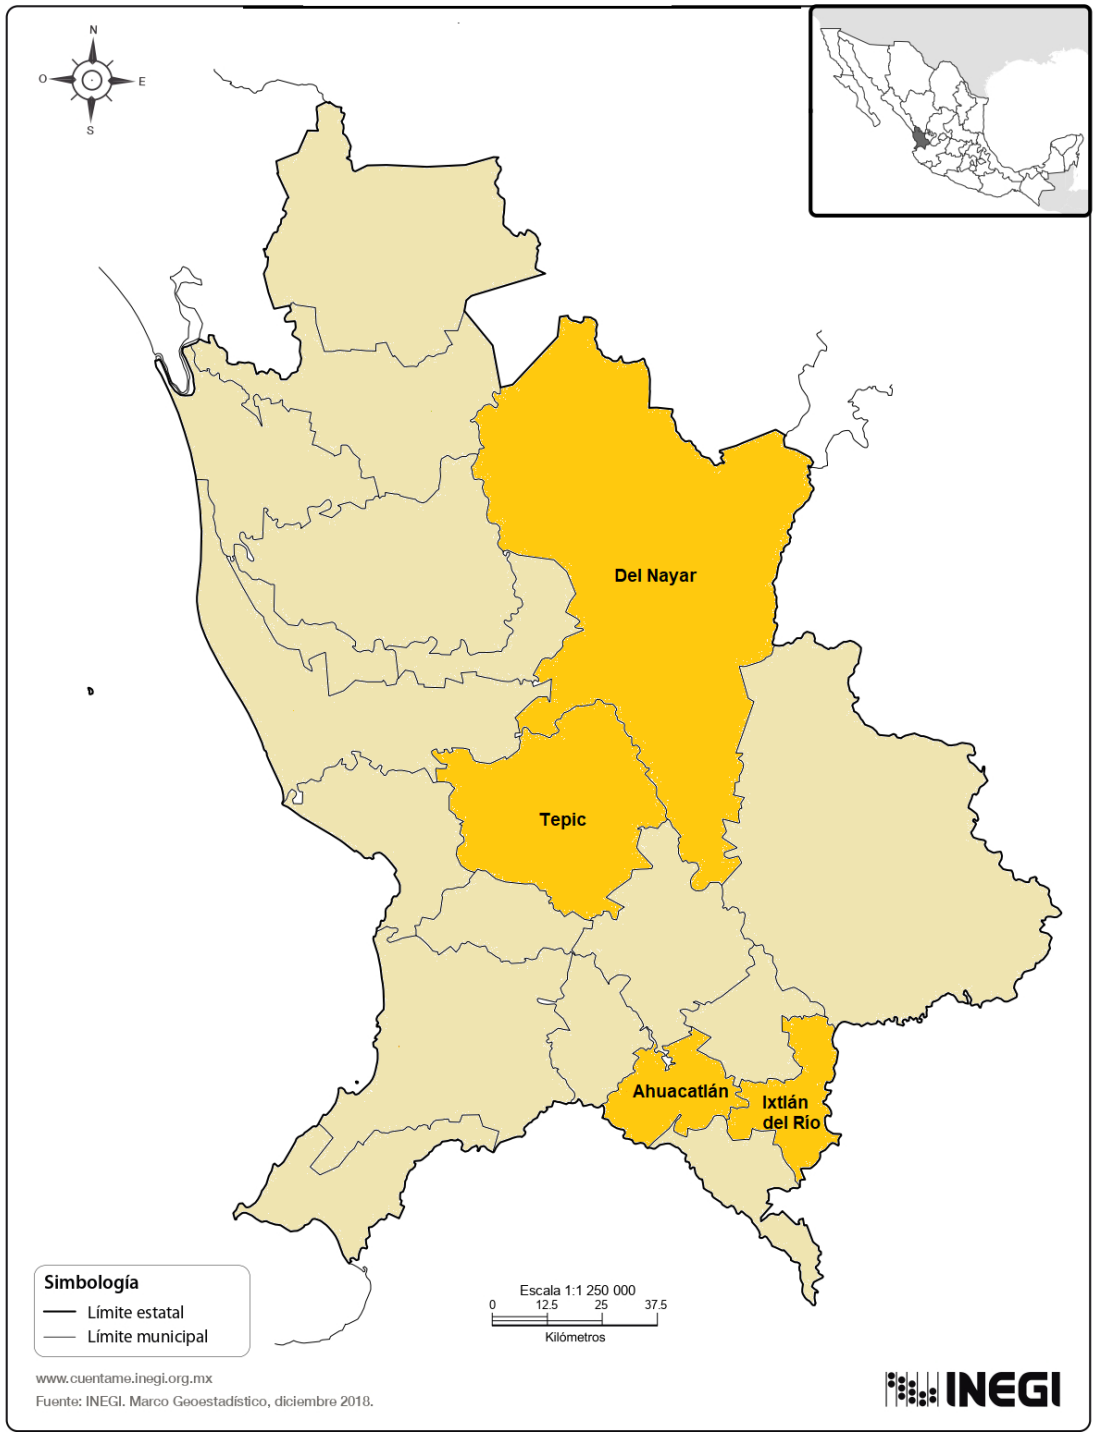 N
O
E
S
Del Nayar
Tepic
Ahuacatlán
Ixtlán
del Río
Simbología
Límite estatal
Límite municipal
Escala 1:1 250 000
0 12.5 25 37.5
Kilómetros
www.cuentame.inegi.org.mx
Fuente: INEGI. Marco Geoestadístico, diciembre 2018.
INEGI